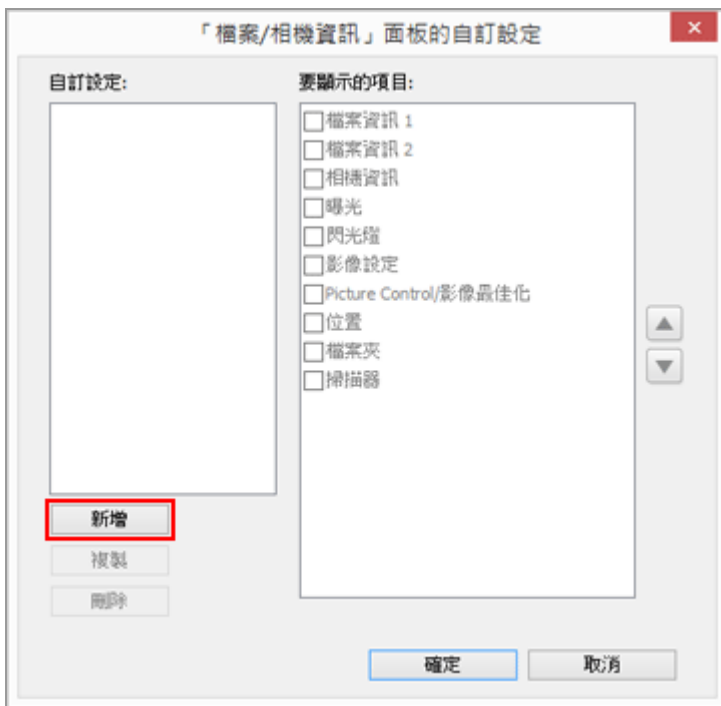 「檔案/相機資訊」面板的自訂設定
自訂設定:
要顯示的項目:
檔案資訊 1
檔案資訊 2
相機資訊
曝光
閃光燈
影像設定
Picture Control/影像最佳化
位置
檔案夾
掃描器
新增
複製
刪除
確定
取消